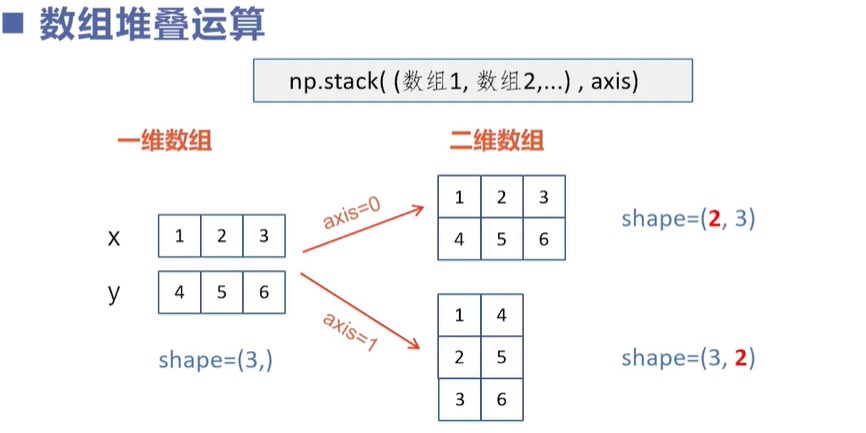 数组堆叠运算
np.stack( (数组1, 数组2,...) , axis)
一维数组
二维数组
x
1 2 3
y
4 5 6
shape=(3,)
axis=0
1 2 3
4 5 6
shape=(2, 3)
axis=1
1 4
2 5
3 6
shape=(3, 2)